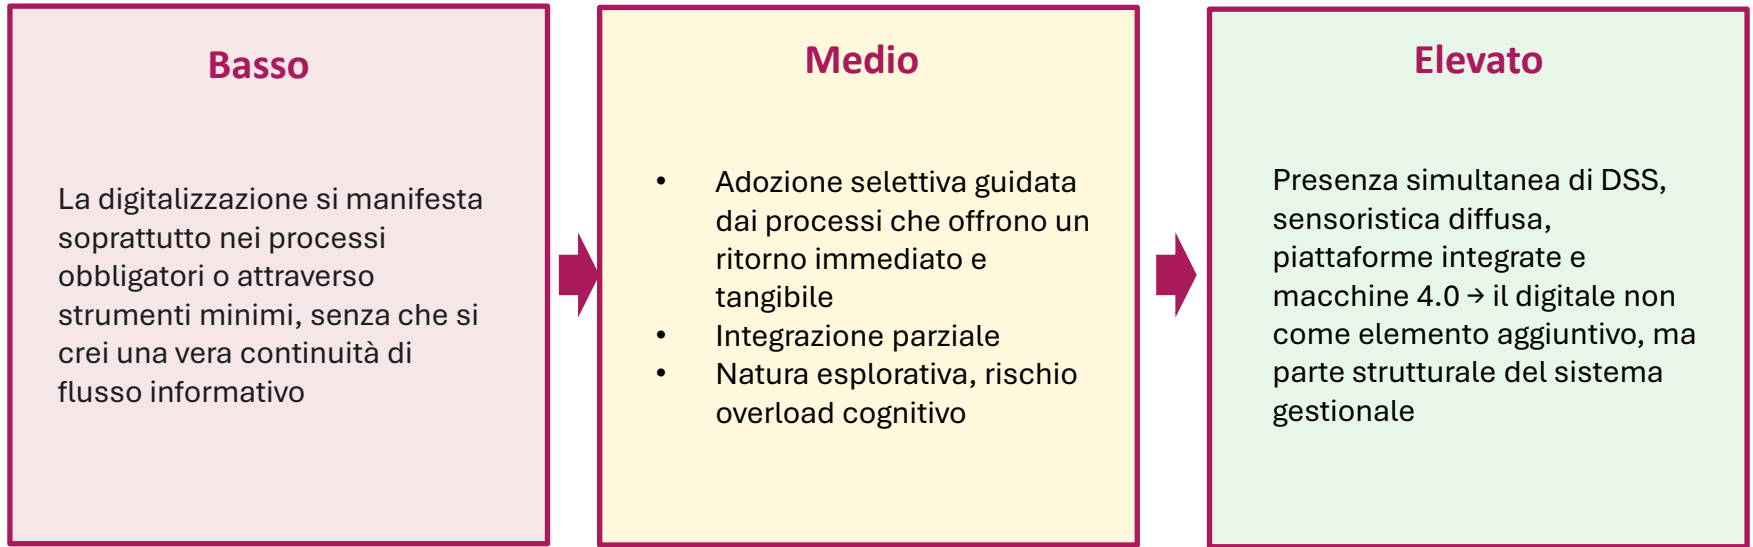 Basso
La digitalizzazione si manifesta
soprattutto nei processi
obbligatori o attraverso
strumenti minimi, senza che si
crei una vera continuità di
flusso informativo
Medio
• Adozione selettiva guidata
dai processi che offrono un
ritorno immediato e
tangibile
• Integrazione parziale
• Natura esplorativa, rischio
overload cognitivo
Elevato
Presenza simultanea di DSS,
sensoristica diffusa,
piattaforme integrate e
macchine 4.0 → il digitale non
come elemento aggiuntivo, ma
parte strutturale del sistema
gestionale